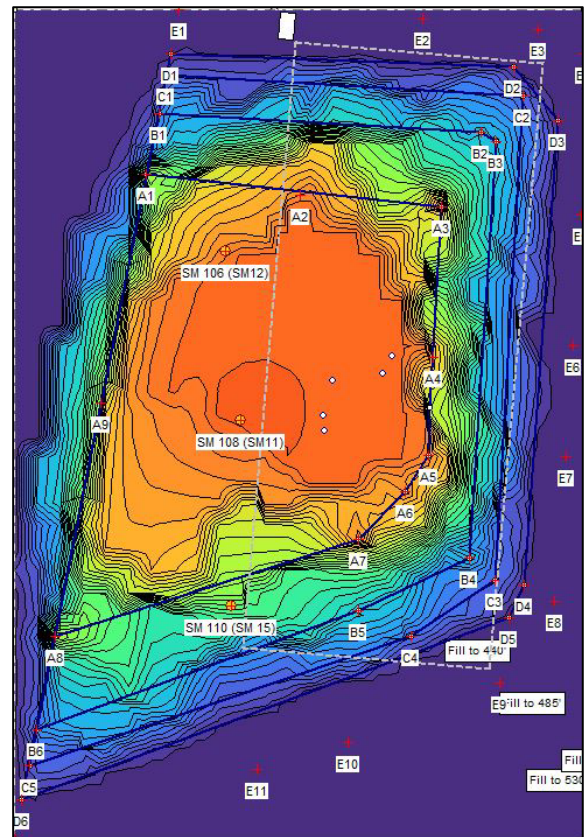 E1
E2
E3
E
D1
D2
C1
C2
D3
B1
B2
B3
A1
A2
A3
E
SM 106 (SM12)
E6
A4
A9
SM 108 (SM11)
E7
A5
A6
A7
B4
C3
D4
E8
SM 110 (SM 15)
B5
D5
C4
A8
Fill to 440'
E9
Fill to 485'
B6
E10
Fill
C5
E11
Fill to 530
D6